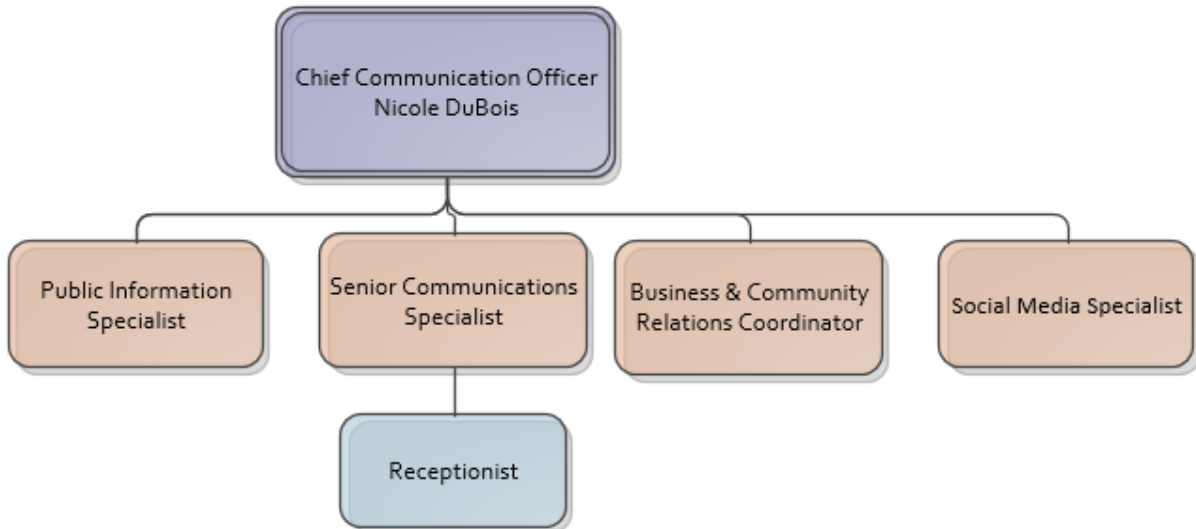 Chief Communication Officer
Nicole DuBois
Public Information
Specialist
Senior Communications
Specialist
Business & Community
Relations Coordinator
Social Media Specialist
Receptionist